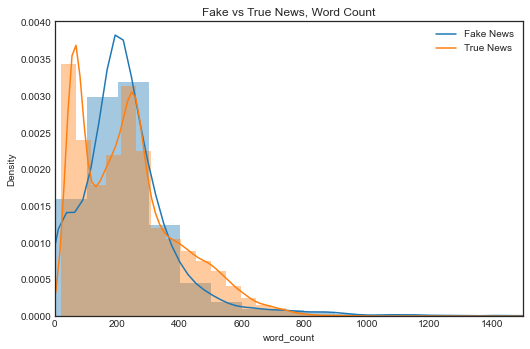 Fake vs True News, Word Count
0.0040
0.0035
0.0030
0.0025
0.0020
0.0015
0.0010
0.0005
0.0000
Density
Fake News
True News
0 200 400 600 800 1000 1200 1400
word_count